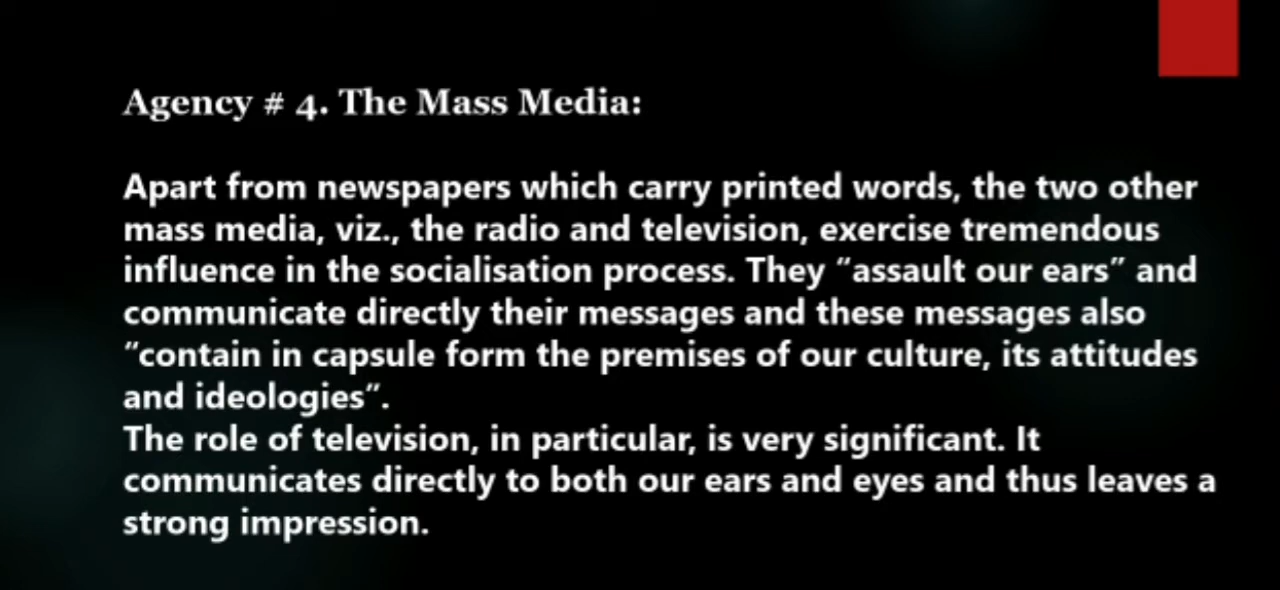 Agency # 4. The Mass Media:
Apart from newspapers which carry printed words, the two other
mass media, viz., the radio and television, exercise tremendous
influence in the socialisation process. They “assault our ears” and
communicate directly their messages and these messages also
“contain in capsule form the premises of our culture, its attitudes
and ideologies”.
The role of television, in particular, is very significant. It
communicates directly to both our ears and eyes and thus leaves a
strong impression.